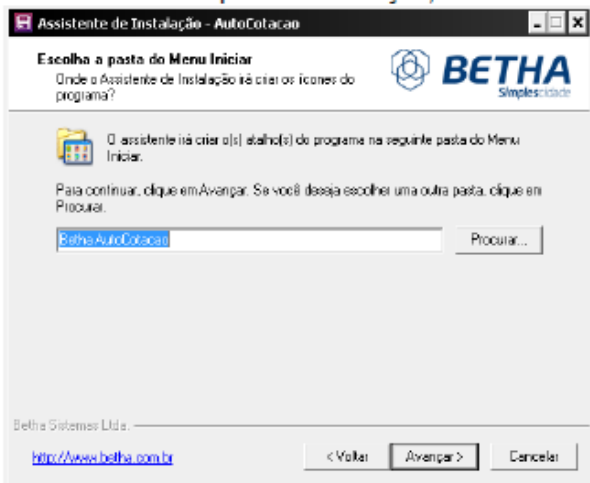 Assistente de Instalação - AutoCotacao
Escolha a pasta do Menu Iniciar
Onde o Assistente de Instalação irá criar os ícones do
programa?
BETHA
Simplescidade
O assistente irá criar o(s) atalho(s) do programa na seguinte pasta do Menu
Iniciar.
Para continuar, clique em Avançar. Se você deseja escolher uma outra pasta, clique em
Procurar.
Betha AutoCotacao
Procurar...
Betha Sistemas Ltda.
http://www.betha.com.br
< Voltar
Avançar >
Cancelar